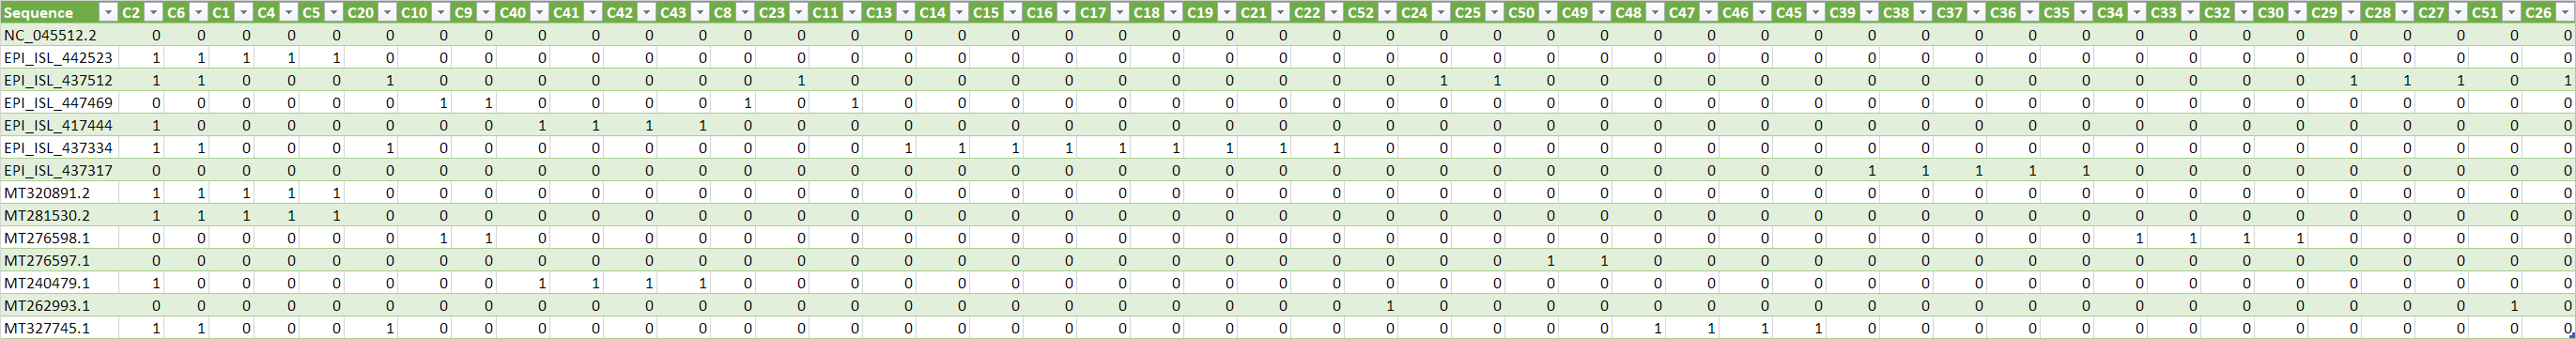 Sequence C2 C6 C1 C4 C5 C20 C10 C9 C40 C41 C42 C43 C8 C23 C11 C13 C14 C15 C16 C17 C18 C19 C21 C22 C52 C24 C25 C50 C49 C48 C47 C46 C45 C39 C38 C37 C36 C35 C34 C33 C32 C30 C29 C28 C27 C51 C26
NC_045512.2 0 0 0 0 0 0 0 0 0 0 0 0 0 0 0 0 0 0 0 0 0 0 0 0 0 0 0 0 0 0 0 0 0 0 0 0 0 0 0 0 0 0 0 0 0 0 0
EPI_ISL_442523 1 1 1 1 1 0 0 0 0 0 0 0 0 0 0 0 0 0 0 0 0 0 0 0 0 0 0 0 0 0 0 0 0 0 0 0 0 0 0 0 0 0 0 0 0 0 0
EPI_ISL_437512 1 1 0 0 0 1 0 0 0 0 0 0 0 1 0 0 0 0 0 0 0 0 0 0 0 1 1 0 0 0 0 0 0 0 0 0 0 0 0 0 0 0 1 1 1 0 1
EPI_ISL_447469 0 0 0 0 0 0 1 1 0 0 0 0 1 0 1 0 0 0 0 0 0 0 0 0 0 0 0 0 0 0 0 0 0 0 0 0 0 0 0 0 0 0 0 0 0 0 0
EPI_ISL_417444 1 0 0 0 0 0 0 0 1 1 1 1 0 0 0 0 0 0 0 0 0 0 0 0 0 0 0 0 0 0 0 0 0 0 0 0 0 0 0 0 0 0 0 0 0 0 0
EPI_ISL_437334 1 1 0 0 0 1 0 0 0 0 0 0 0 0 0 1 1 1 1 1 1 1 1 1 0 0 0 0 0 0 0 0 0 0 0 0 0 0 0 0 0 0 0 0 0 0 0
EPI_ISL_437317 0 0 0 0 0 0 0 0 0 0 0 0 0 0 0 0 0 0 0 0 0 0 0 0 0 0 0 0 0 0 0 0 0 1 1 1 1 1 0 0 0 0 0 0 0 0 0
MT320891.2 1 1 1 1 1 0 0 0 0 0 0 0 0 0 0 0 0 0 0 0 0 0 0 0 0 0 0 0 0 0 0 0 0 0 0 0 0 0 0 0 0 0 0 0 0 0 0
MT281530.2 1 1 1 1 1 0 0 0 0 0 0 0 0 0 0 0 0 0 0 0 0 0 0 0 0 0 0 0 0 0 0 0 0 0 0 0 0 0 0 0 0 0 0 0 0 0 0
MT276598.1 0 0 0 0 0 0 1 1 0 0 0 0 0 0 0 0 0 0 0 0 0 0 0 0 0 0 0 0 0 0 0 0 0 0 0 0 0 0 1 1 1 1 0 0 0 0 0
MT276597.1 0 0 0 0 0 0 0 0 0 0 0 0 0 0 0 0 0 0 0 0 0 0 0 0 0 0 0 1 1 0 0 0 0 0 0 0 0 0 0 0 0 0 0 0 0 0 0
MT240479.1 1 0 0 0 0 0 0 0 1 1 1 1 0 0 0 0 0 0 0 0 0 0 0 0 0 0 0 0 0 0 0 0 0 0 0 0 0 0 0 0 0 0 0 0 0 0 0
MT262993.1 0 0 0 0 0 0 0 0 0 0 0 0 0 0 0 0 0 0 0 0 0 0 0 0 1 0 0 0 0 0 0 0 0 0 0 0 0 0 0 0 0 0 0 0 0 1 0
MT327745.1 1 1 0 0 0 1 0 0 0 0 0 0 0 0 0 0 0 0 0 0 0 0 0 0 0 0 0 0 0 1 1 1 1 0 0 0 0 0 0 0 0 0 0 0 0 0 0